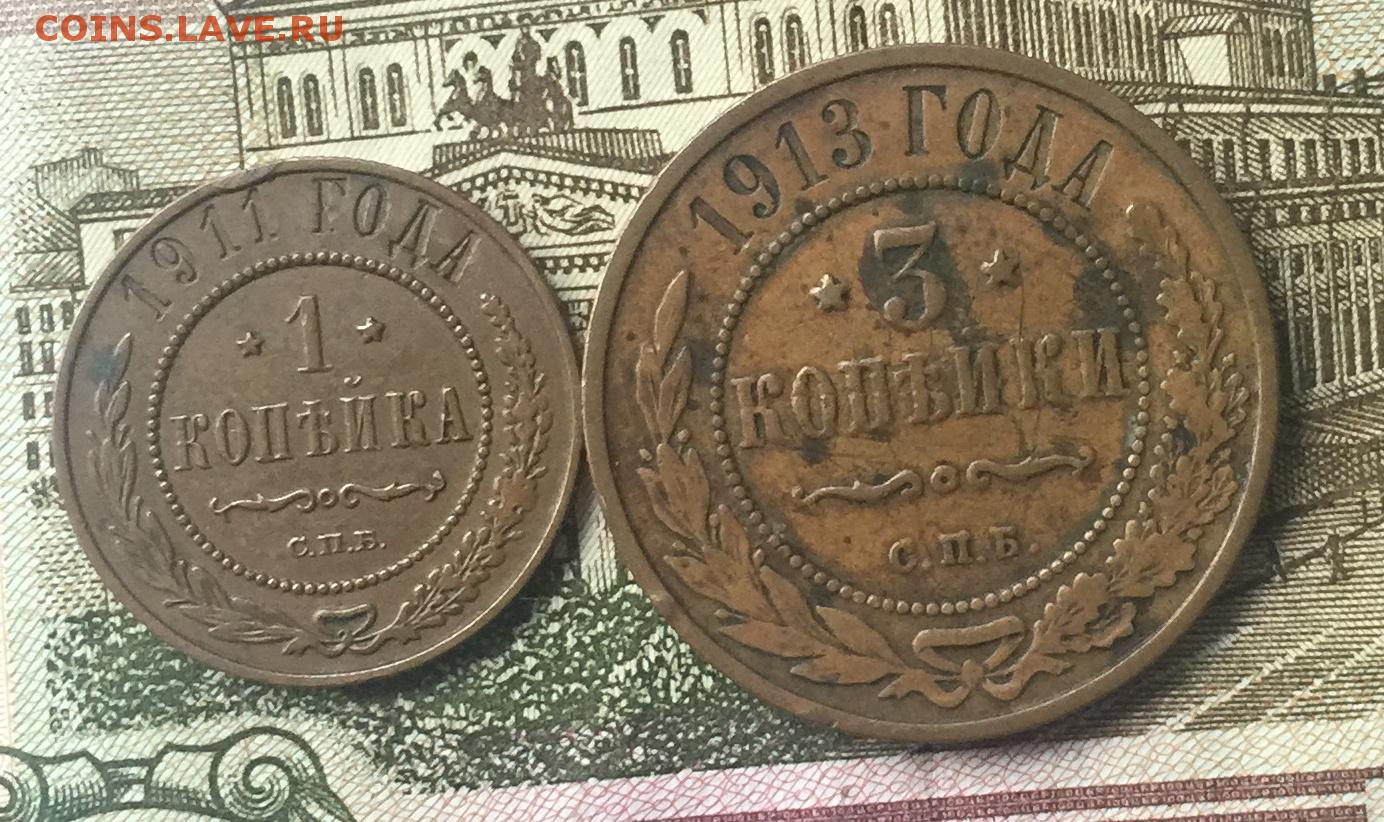 COINS.LAVE.RU
1911 ГОДА
* 1 *
КОПѢЙКА
С.П.Б.
1913 ГОДА
* 3 *
КОПѢЙКИ
С.П.Б.